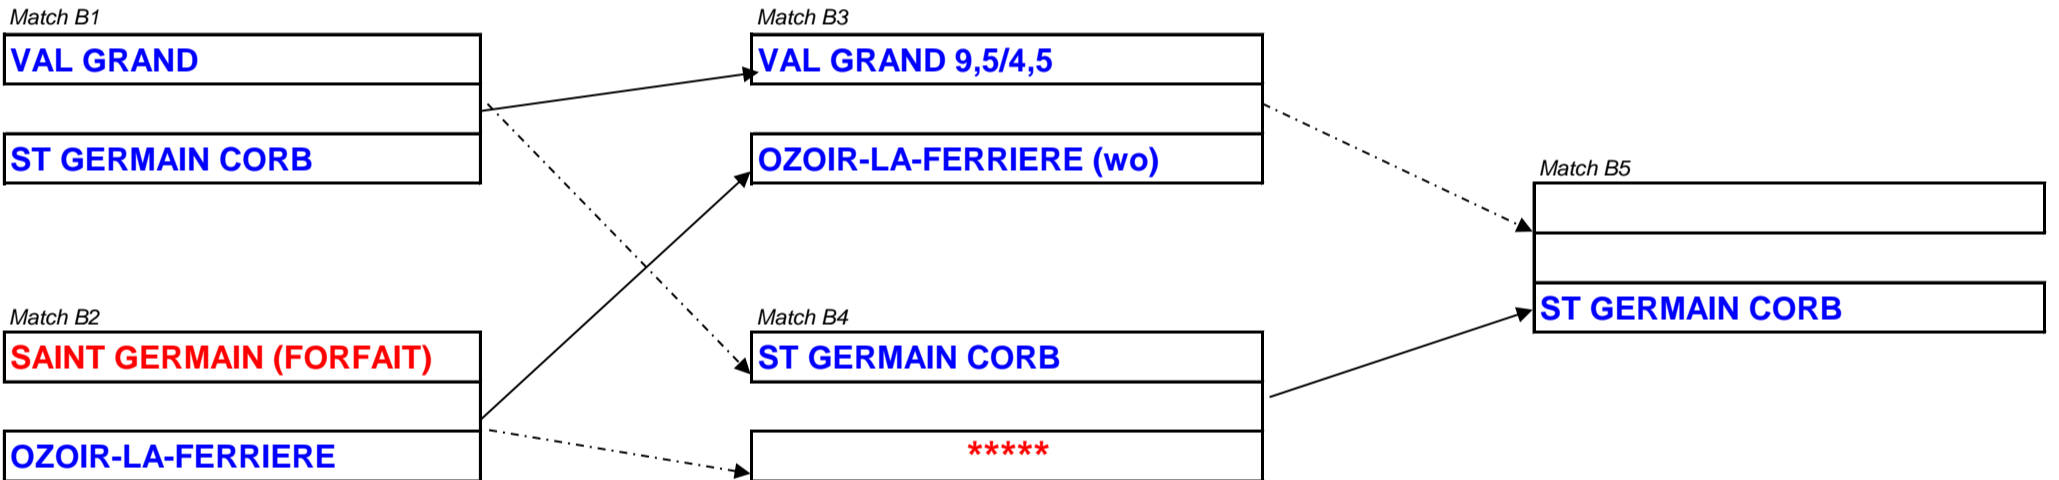 Match B1
VAL GRAND
ST GERMAIN CORB
Match B2
SAINT GERMAIN (FORFAIT)
OZOIR-LA-FERRIERE
Match B3
VAL GRAND 9,5/4,5
OZOIR-LA-FERRIERE (wo)
Match B4
ST GERMAIN CORB
*****
Match B5
ST GERMAIN CORB